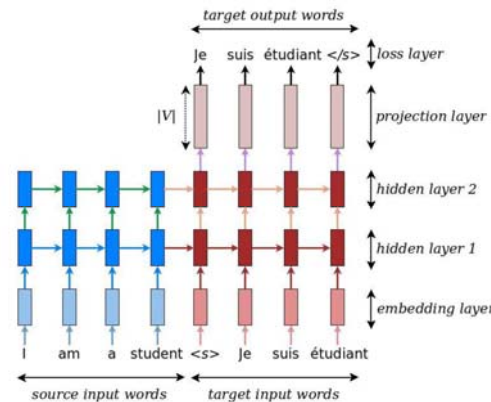 target output words
Je suis étudiant </s> loss layer
|V| projection layer
hidden layer 2
hidden layer 1
embedding layer
I am a student <s> Je suis étudiant
source input words target input words